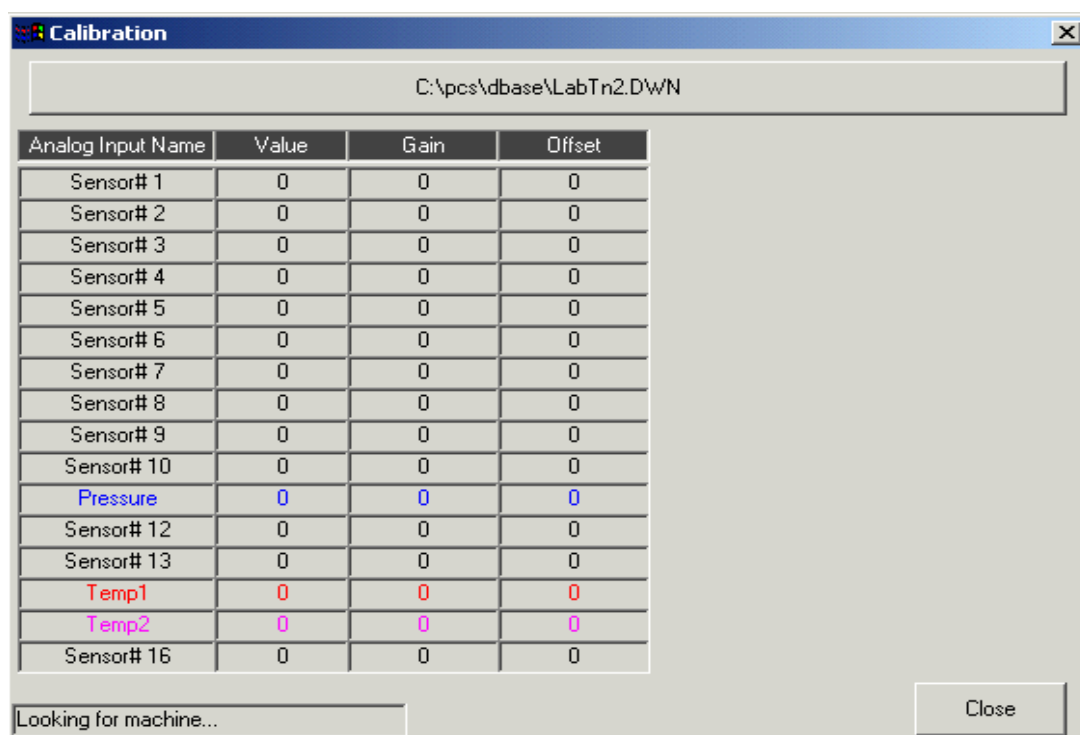 Calibration
C:\pcs\dbase\LabTn2.DWN
Analog Input Name Value Gain Offset
Sensor# 1 0 0 0
Sensor# 2 0 0 0
Sensor# 3 0 0 0
Sensor# 4 0 0 0
Sensor# 5 0 0 0
Sensor# 6 0 0 0
Sensor# 7 0 0 0
Sensor# 8 0 0 0
Sensor# 9 0 0 0
Sensor# 10 0 0 0
Pressure 0 0 0
Sensor# 12 0 0 0
Sensor# 13 0 0 0
Temp1 0 0 0
Temp2 0 0 0
Sensor# 16 0 0 0
Looking for machine...
Close